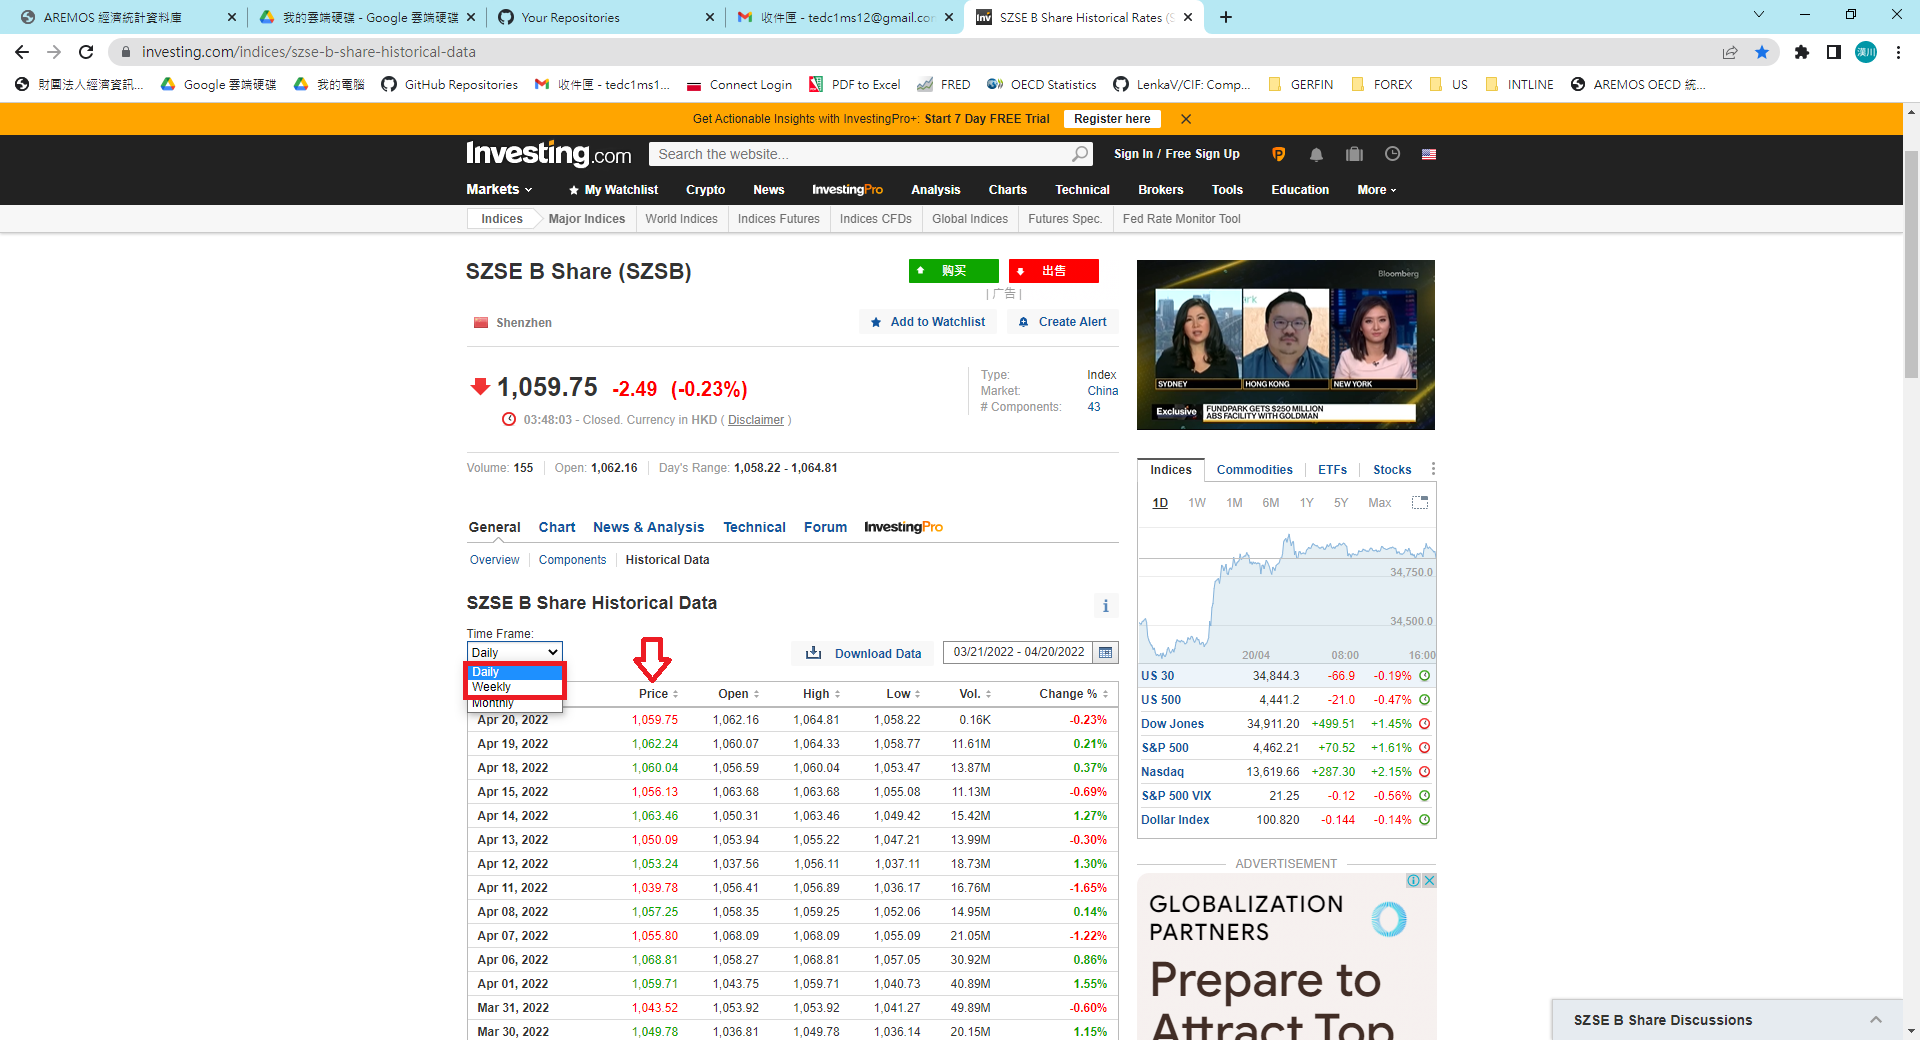 AREMOS 經濟統計資料庫
我的雲端硬碟 - Google 雲端硬碟
Your Repositories
收件匣 - tedc1ms12@gmail.cor
SZSE B Share Historical Rates (S
investing.com/indices/szse-b-share-historical-data
財團法人經濟資訊... Google 雲端硬碟 我的電腦 GitHub Repositories 收件匣 - tedc1ms1... Connect Login PDF to Excel FRED OECD Statistics LenkaV/CIF: Comp... GERFIN FOREX US INTLINE AREMOS OECD 統...
Get Actionable Insights with InvestingPro+: Start 7 Day FREE Trial Register here
Investing.com Search the website... Sign In / Free Sign Up
Markets My Watchlist Crypto News InvestingPro Analysis Charts Technical Brokers Tools Education More
Indices Major Indices World Indices Indices Futures Indices CFDs Global Indices Futures Spec. Fed Rate Monitor Tool
SZSE B Share (SZSB)
购买 出售
| 广告 |
Shenzhen
Add to Watchlist Create Alert
1,059.75 -2.49 (-0.23%)
03:48:03 - Closed. Currency in HKD ( Disclaimer )
Type: Index
Market: China
# Components: 43
Volume: 155 Open: 1,062.16 Day's Range: 1,058.22 - 1,064.81
General Chart News & Analysis Technical Forum InvestingPro
Overview Components Historical Data
SZSE B Share Historical Data
Time Frame:
Daily
Daily
Weekly
Monthly
Download Data
03/21/2022 - 04/20/2022
Price Open High Low Vol. Change %
Apr 20, 2022 1,059.75 1,062.16 1,064.81 1,058.22 0.16K -0.23%
Apr 19, 2022 1,062.24 1,060.07 1,064.33 1,058.77 11.61M 0.21%
Apr 18, 2022 1,060.04 1,056.59 1,060.04 1,053.47 13.87M 0.37%
Apr 15, 2022 1,056.13 1,063.68 1,063.68 1,055.08 11.13M -0.69%
Apr 14, 2022 1,063.46 1,050.31 1,063.46 1,049.42 15.42M 1.27%
Apr 13, 2022 1,050.09 1,053.94 1,055.22 1,047.21 13.99M -0.30%
Apr 12, 2022 1,053.24 1,037.56 1,056.11 1,037.11 18.73M 1.30%
Apr 11, 2022 1,039.78 1,056.41 1,056.89 1,036.17 16.76M -1.65%
Apr 08, 2022 1,057.25 1,058.35 1,059.25 1,052.06 14.95M 0.14%
Apr 07, 2022 1,055.80 1,068.09 1,068.09 1,055.09 21.05M -1.22%
Apr 06, 2022 1,068.81 1,058.27 1,068.81 1,057.05 30.92M 0.86%
Apr 01, 2022 1,059.71 1,043.75 1,059.71 1,040.73 40.89M 1.55%
Mar 31, 2022 1,043.52 1,053.92 1,053.92 1,041.27 49.89M -0.60%
Mar 30, 2022 1,049.78 1,036.81 1,049.78 1,036.14 20.15M 1.15%
Bloomberg
SYDNEY HONG KONG NEW YORK
Exclusive FUNDPARK GETS $250 MILLION
ABS FACILITY WITH GOLDMAN
Indices Commodities ETFs Stocks
1D 1W 1M 6M 1Y 5Y Max
34,750.0
34,500.0
20/04 08:00 16:00
US 30 34,844.3 -66.9 -0.19%
US 500 4,441.2 -21.0 -0.47%
Dow Jones 34,911.20 +499.51 +1.45%
S&P 500 4,462.21 +70.52 +1.61%
Nasdaq 13,619.66 +287.30 +2.15%
S&P 500 VIX 21.25 -0.12 -0.56%
Dollar Index 100.820 -0.144 -0.14%
ADVERTISEMENT
GLOBALIZATION
PARTNERS
Prepare to
Attract Top
SZSE B Share Discussions